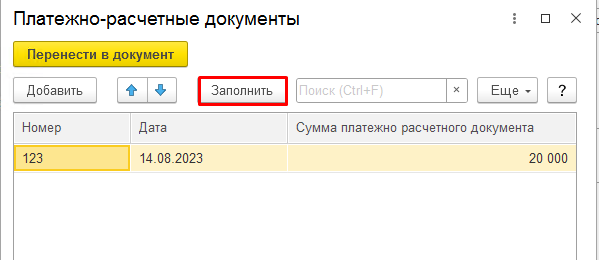 Платежно-расчетные документы
Перенести в документ
Добавить Заполнить Поиск (Ctrl+F) × Еще ?
Номер Дата Сумма платежно расчетного документа
123 14.08.2023 20 000